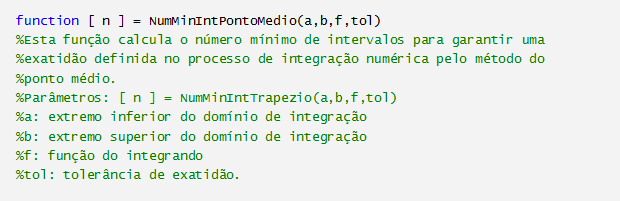 function [ n ] = NumMinIntPontoMedio(a,b,f,tol)
%Esta função calcula o número mínimo de intervalos para garantir uma
%exatidão definida no processo de integração numérica pelo método do
%ponto médio.
%Parâmetros: [ n ] = NumMinIntTrapezio(a,b,f,tol)
%a: extremo inferior do domínio de integração
%b: extremo superior do domínio de integração
%f: função do integrando
%tol: tolerância de exatidão.